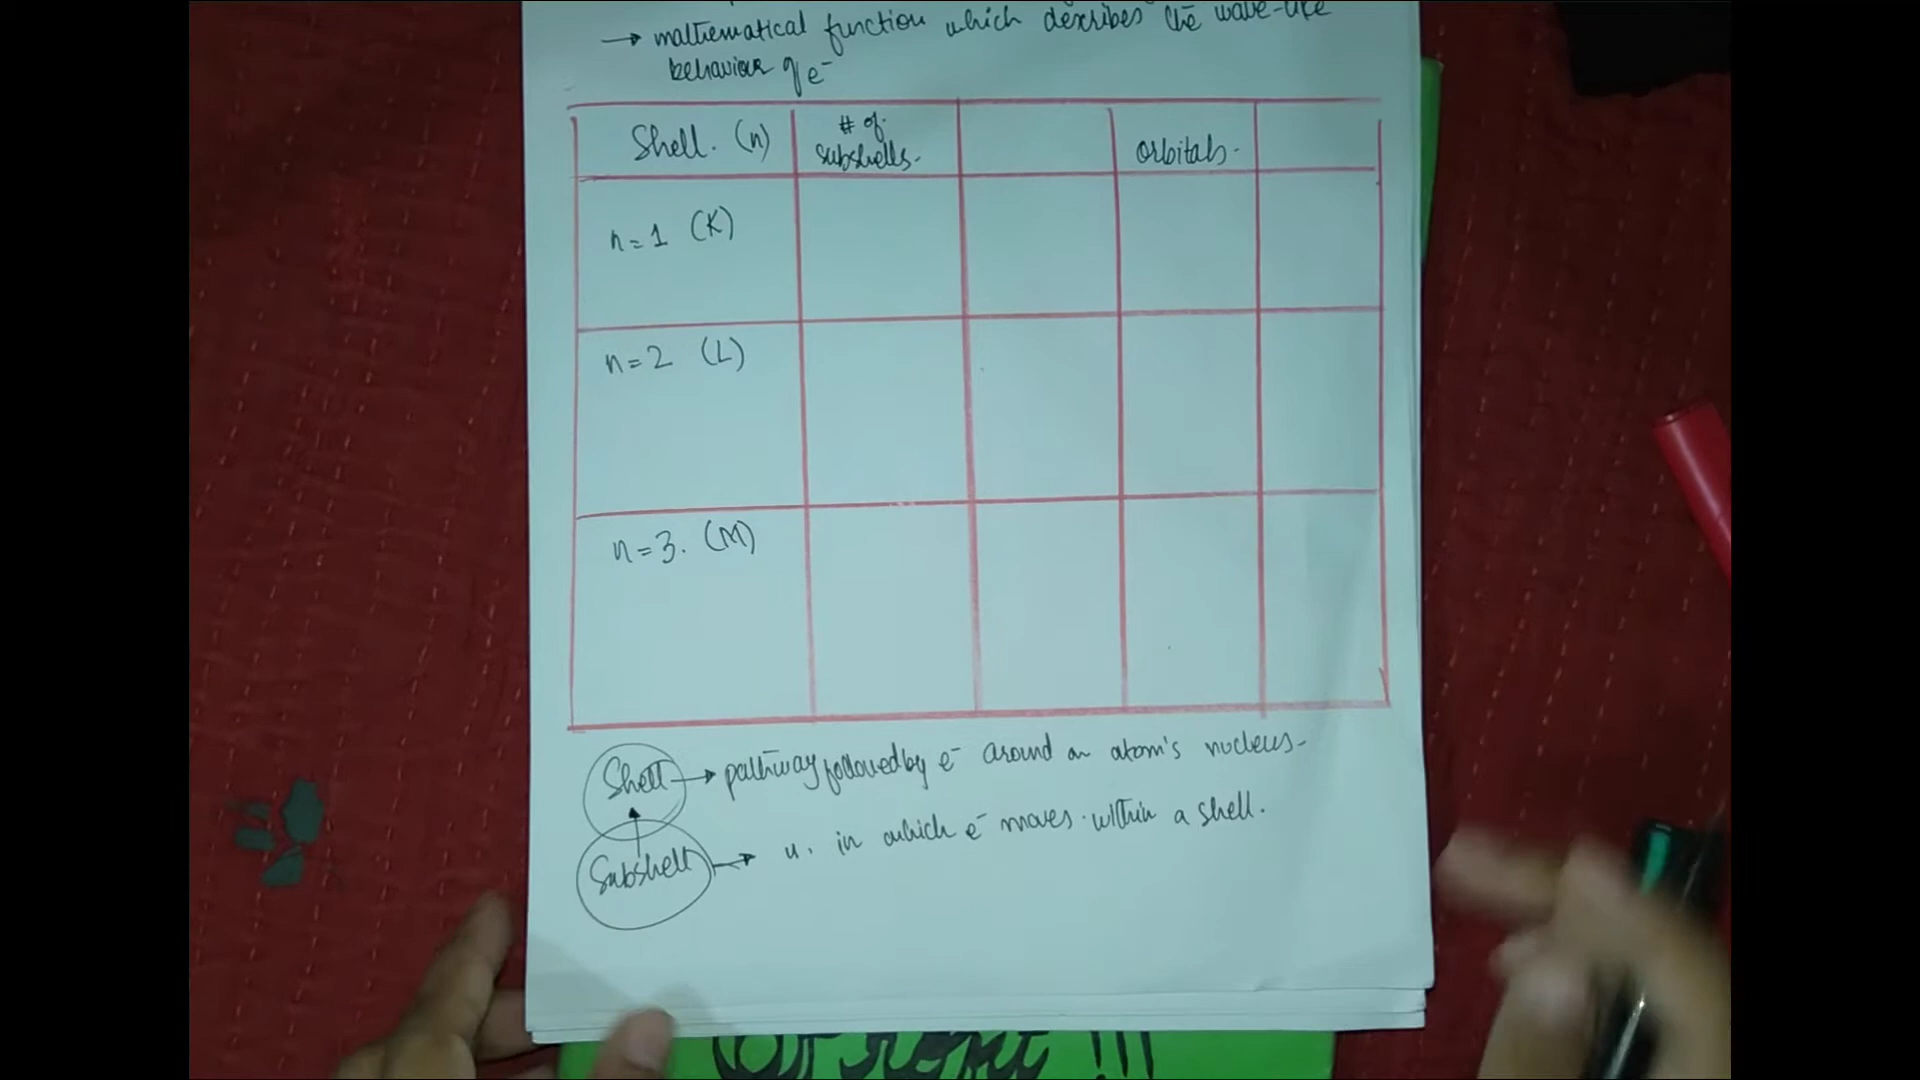 → mathematical function which describes the wave-like
behaviour of e⁻
Shell. (n)
# of
subshells.
orbitals.
n=1 (K)
n=2 (L)
n=3. (M)
Shell → pathway followed by e⁻ around an atom's nucleus.
Subshell → u. in which e⁻ moves. within a shell.
!!!